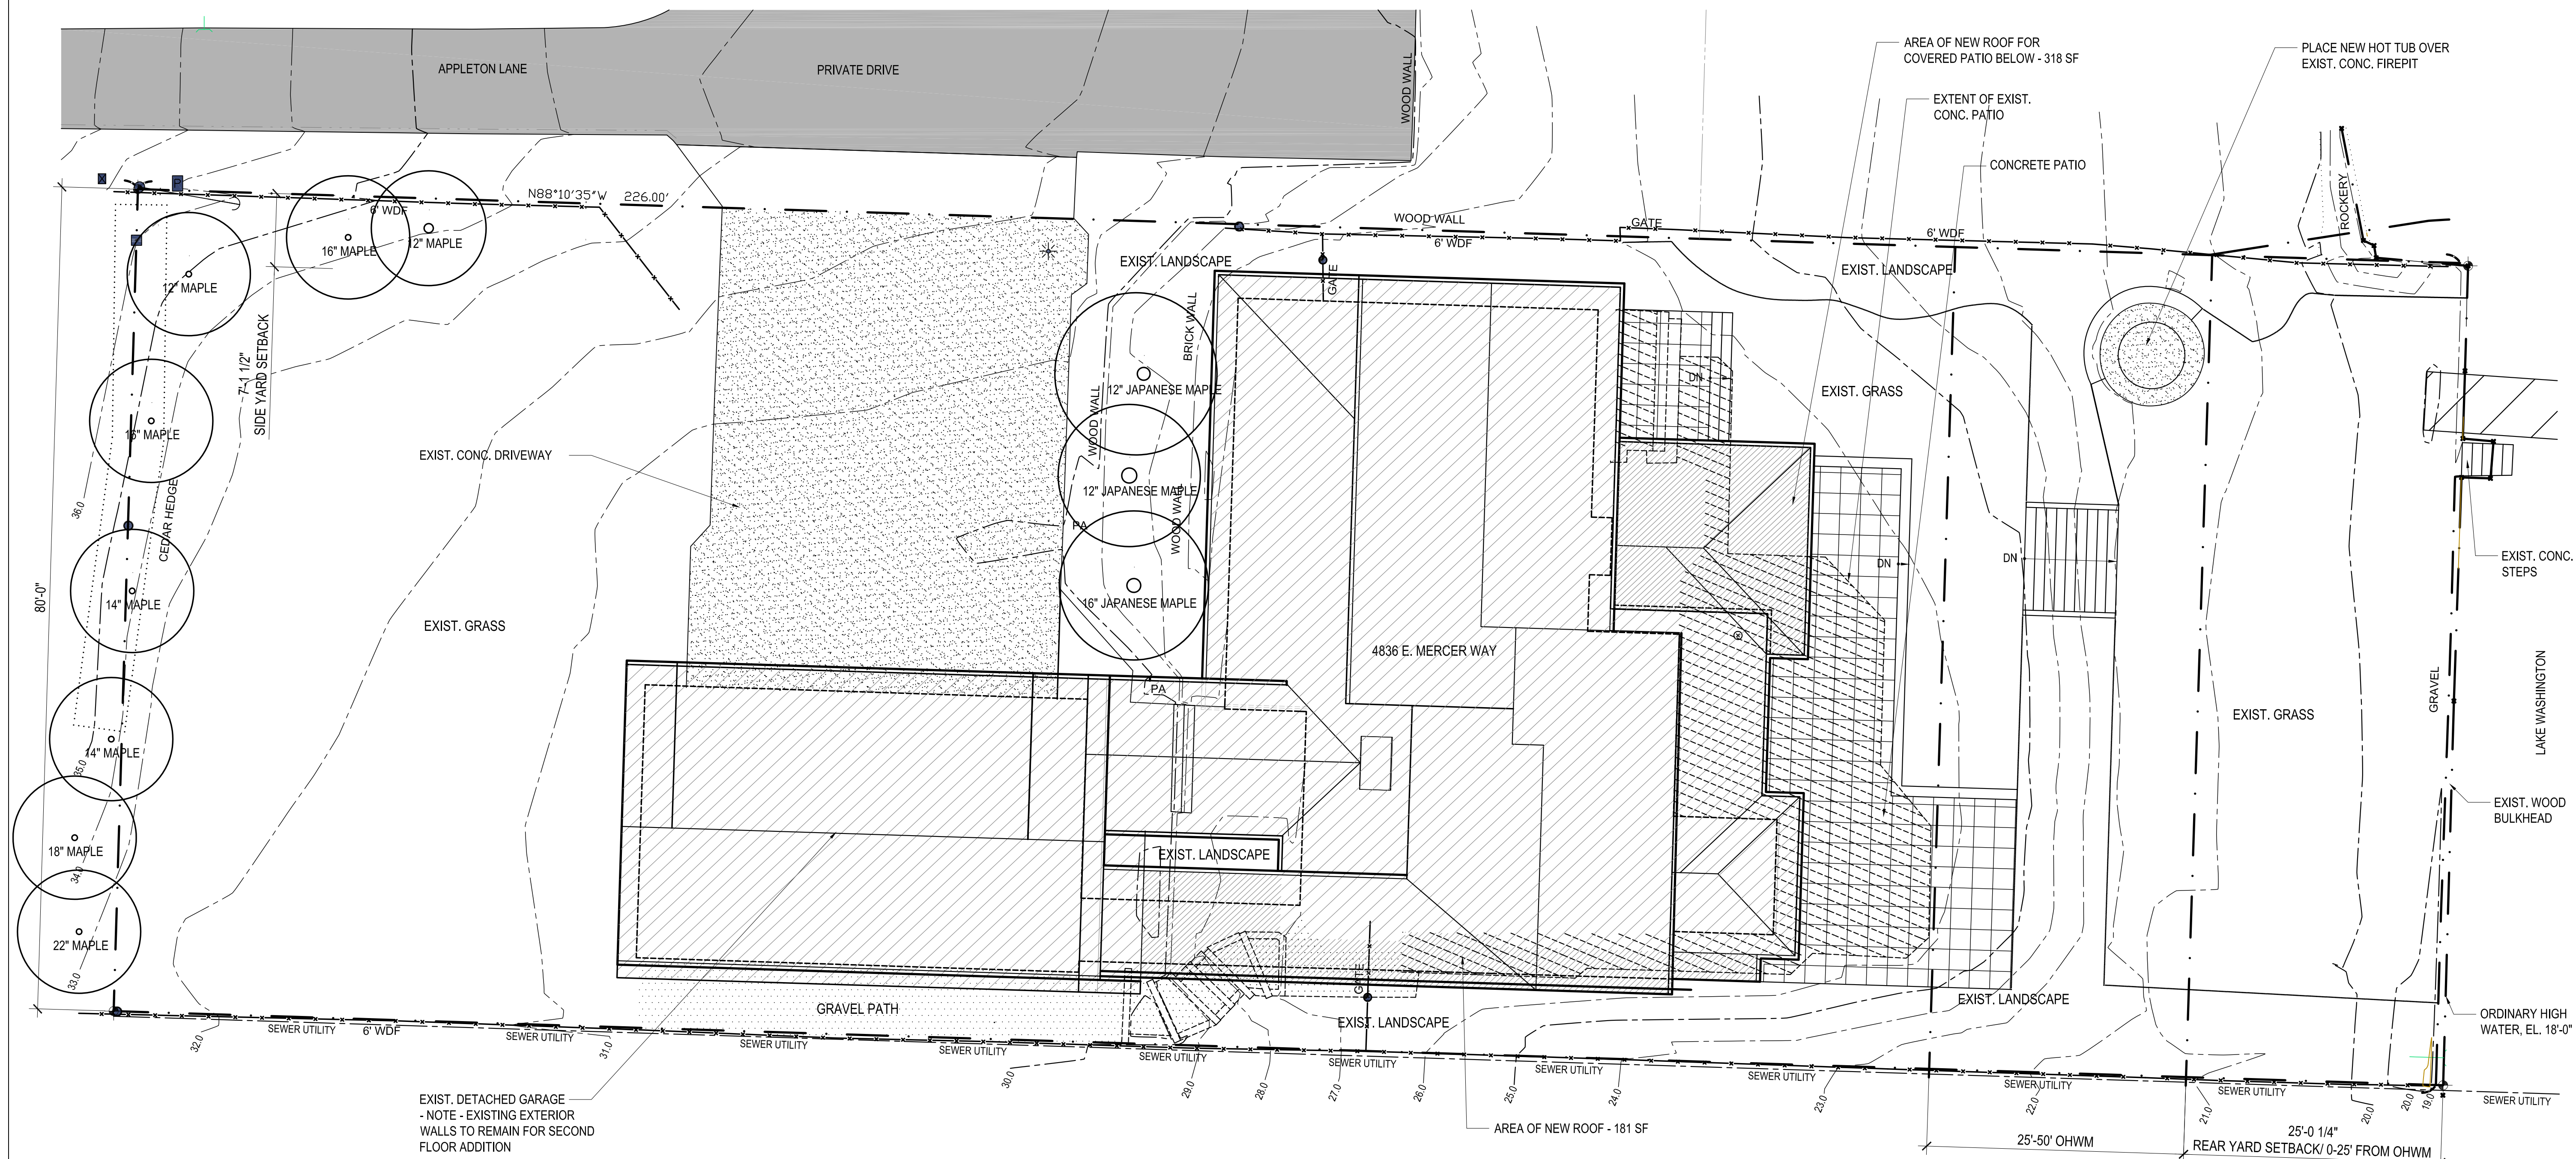 APPLETON LANE
PRIVATE DRIVE
WOOD WALL
AREA OF NEW ROOF FOR
COVERED PATIO BELOW - 318 SF
PLACE NEW HOT TUB OVER
EXIST. CONC. FIREPIT
EXTENT OF EXIST.
CONC. PATIO
CONCRETE PATIO
ROCKERY
X
P
N88°10'35"W 226.00'
6' WDF
16" MAPLE
12" MAPLE
WOOD WALL
6' WDF
GATE
6' WDF
EXIST. LANDSCAPE
EXIST. LANDSCAPE
GATE
12" MAPLE
7'-1 1/2"
SIDE YARD SETBACK
BRICK WALL
12" JAPANESE MAPLE
DN
EXIST. GRASS
16" MAPLE
WOOD WALL
EXIST. CONC. DRIVEWAY
12" JAPANESE MAPLE
36.0
CEDAR HEDGE
PA
WOOD WALL
DN
DN
EXIST. CONC.
STEPS
80'-0"
14" MAPLE
16" JAPANESE MAPLE
EXIST. GRASS
4836 E. MERCER WAY
PA
GRAVEL
LAKE WASHINGTON
EXIST. GRASS
14" MAPLE
35.0
EXIST. WOOD
BULKHEAD
18" MAPLE
34.0
EXIST. LANDSCAPE
22" MAPLE
33.0
GATE
GRAVEL PATH
EXIST. LANDSCAPE
EXIST. LANDSCAPE
ORDINARY HIGH
WATER, EL. 18'-0"
SEWER UTILITY
6' WDF
SEWER UTILITY
SEWER UTILITY
SEWER UTILITY
SEWER UTILITY
SEWER UTILITY
SEWER UTILITY
SEWER UTILITY
SEWER UTILITY
SEWER UTILITY
SEWER UTILITY
32.0
31.0
30.0
29.0
28.0
27.0
26.0
25.0
24.0
23.0
22.0
21.0
20.0
20.0
19.0
EXIST. DETACHED GARAGE
- NOTE - EXISTING EXTERIOR
WALLS TO REMAIN FOR SECOND
FLOOR ADDITION
AREA OF NEW ROOF - 181 SF
25'-50' OHWM
25'-0 1/4"
REAR YARD SETBACK/ 0-25' FROM OHWM